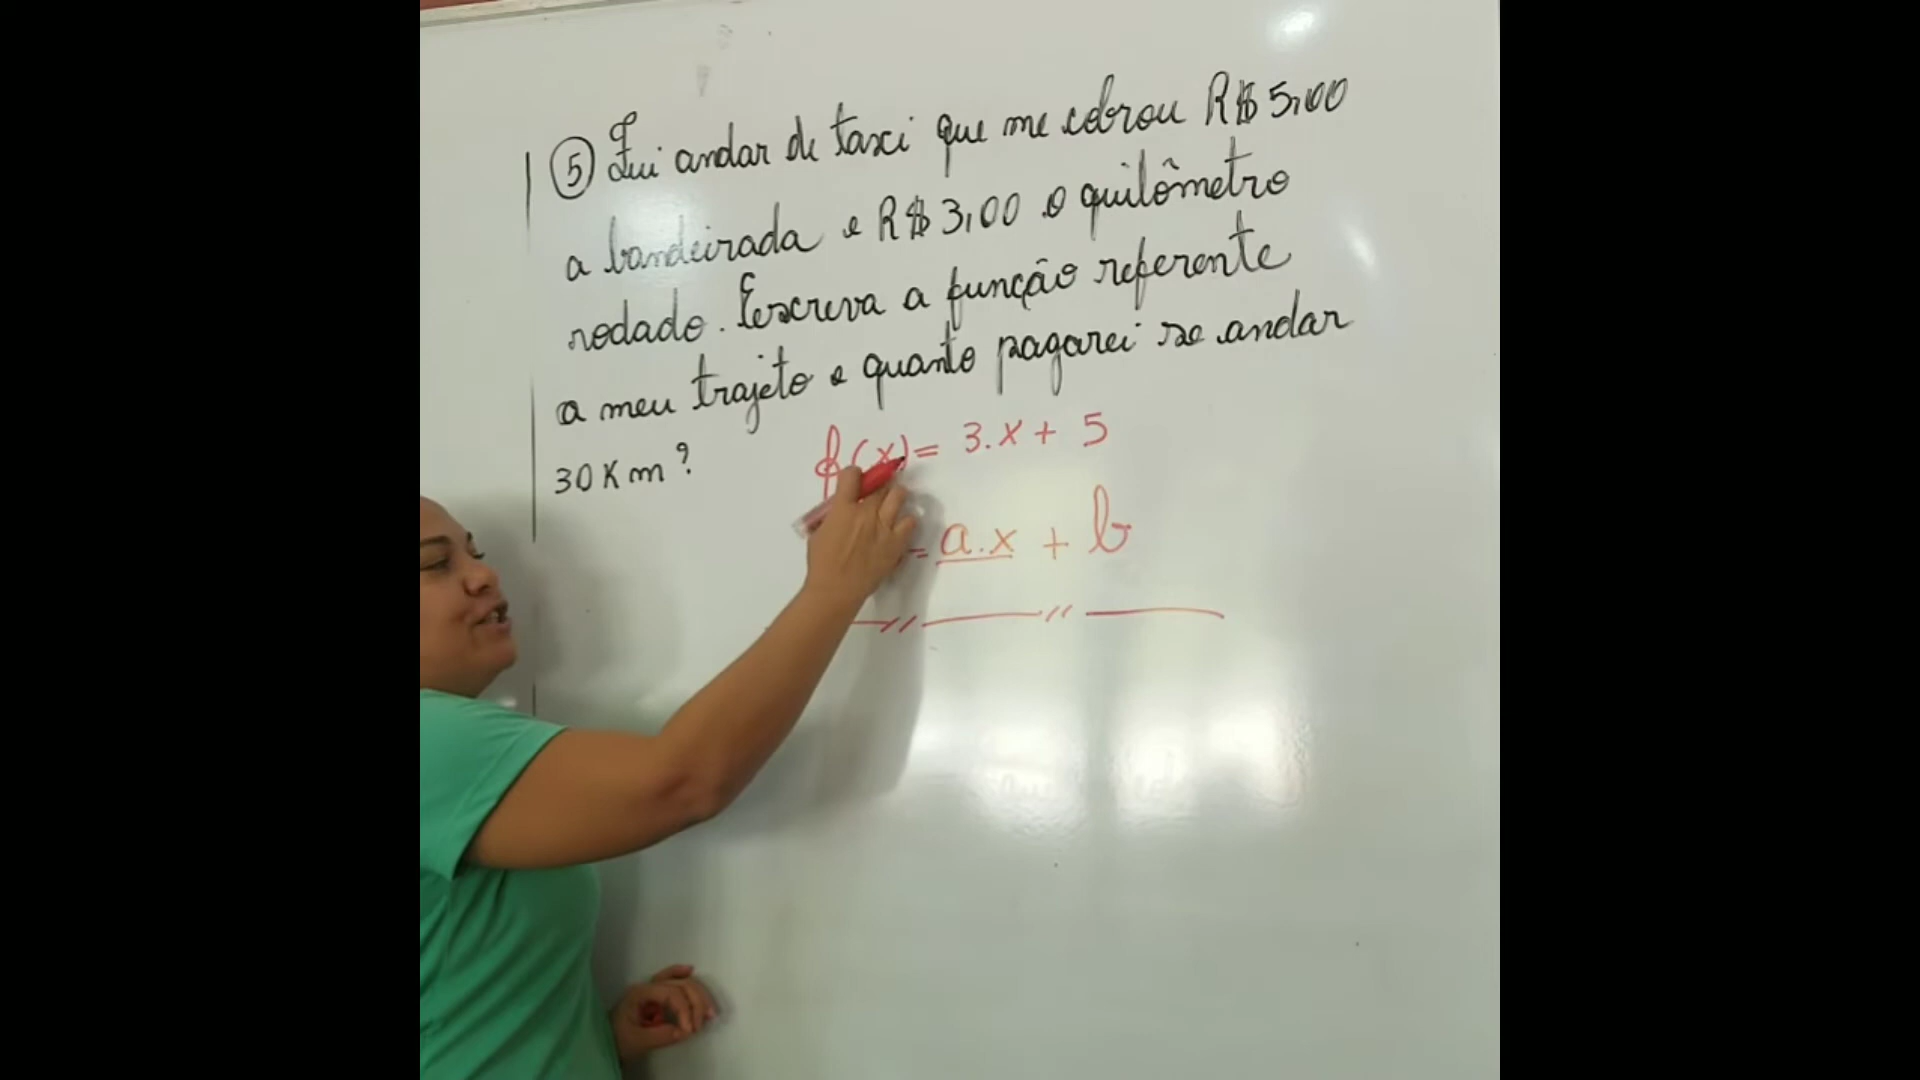 ⑤ Fui andar de taxi que me cobrou R$ 5,00
a bandeirada e R$ 3,00 o quilômetro
rodado. Escreva a função referente
a meu trajeto e quanto pagarei se andar
30 Km?
f(x) = 3.x + 5
= a.x + b